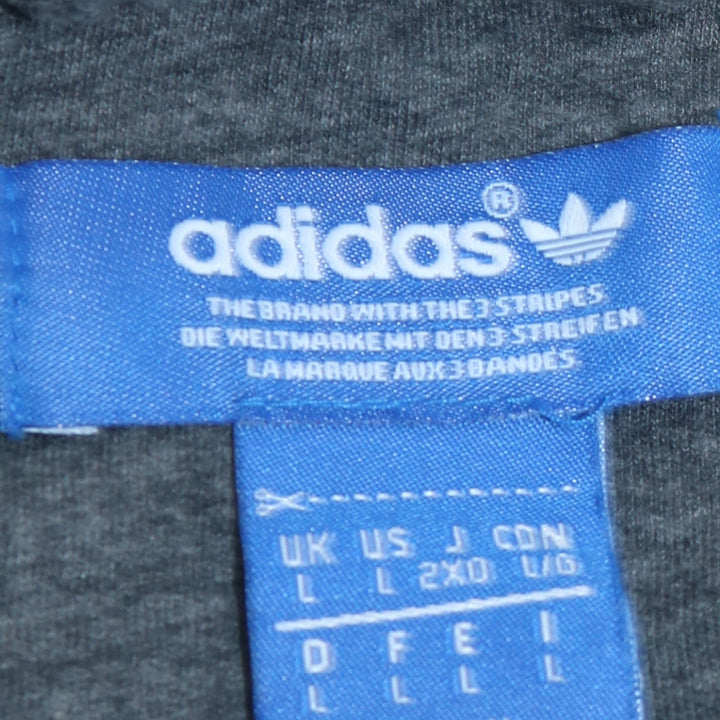 adidas®
THE BRAND WITH THE 3 STRIPES
DIE WELTMARKE MIT DEN 3 STREIFEN
LA MARQUE AUX 3 BANDES
UK US J CDN
L L 2XO L/G
D F E I
L L L L